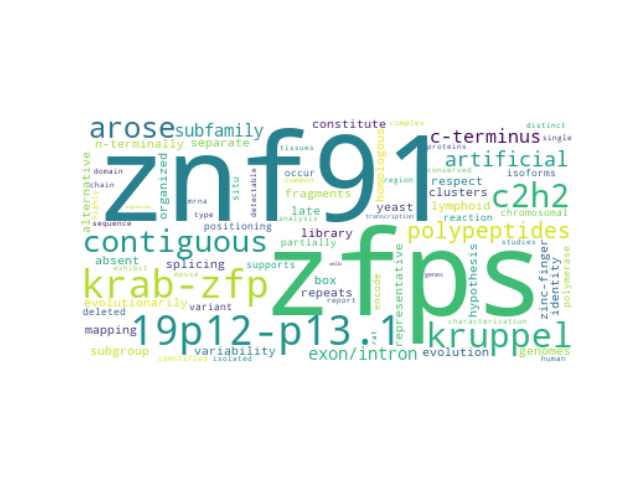 arose
subfamily
constitute
complex
distinct
n-terminally
separate
znf91
c-terminus
single
tissues
proteins
alternative
domain
chain
highly
sequence
organized
mrna
type
situ
detectable
occur
fragments
common
homologous
conserved
region
artificial
isoforms
respect
clusters
c2h2
yeast
lymphoid
chromosomal
late
analysis
positioning
library
transcription
reaction
studies
contiguous
partially
polypeptides
absent
splicing
supports
zfps
exhibit
mouse
cells
box
repeats
report
encode
representative
genes
hypothesis
zinc-finger
identity
polymerase
krab-zfp
evolutionarily
expression
deleted
variant
mapping
19p12-p13.1
rat
characterization
kruppel
subgroup
variability
exon/intron
evolution
genomes
identified
isolated
human